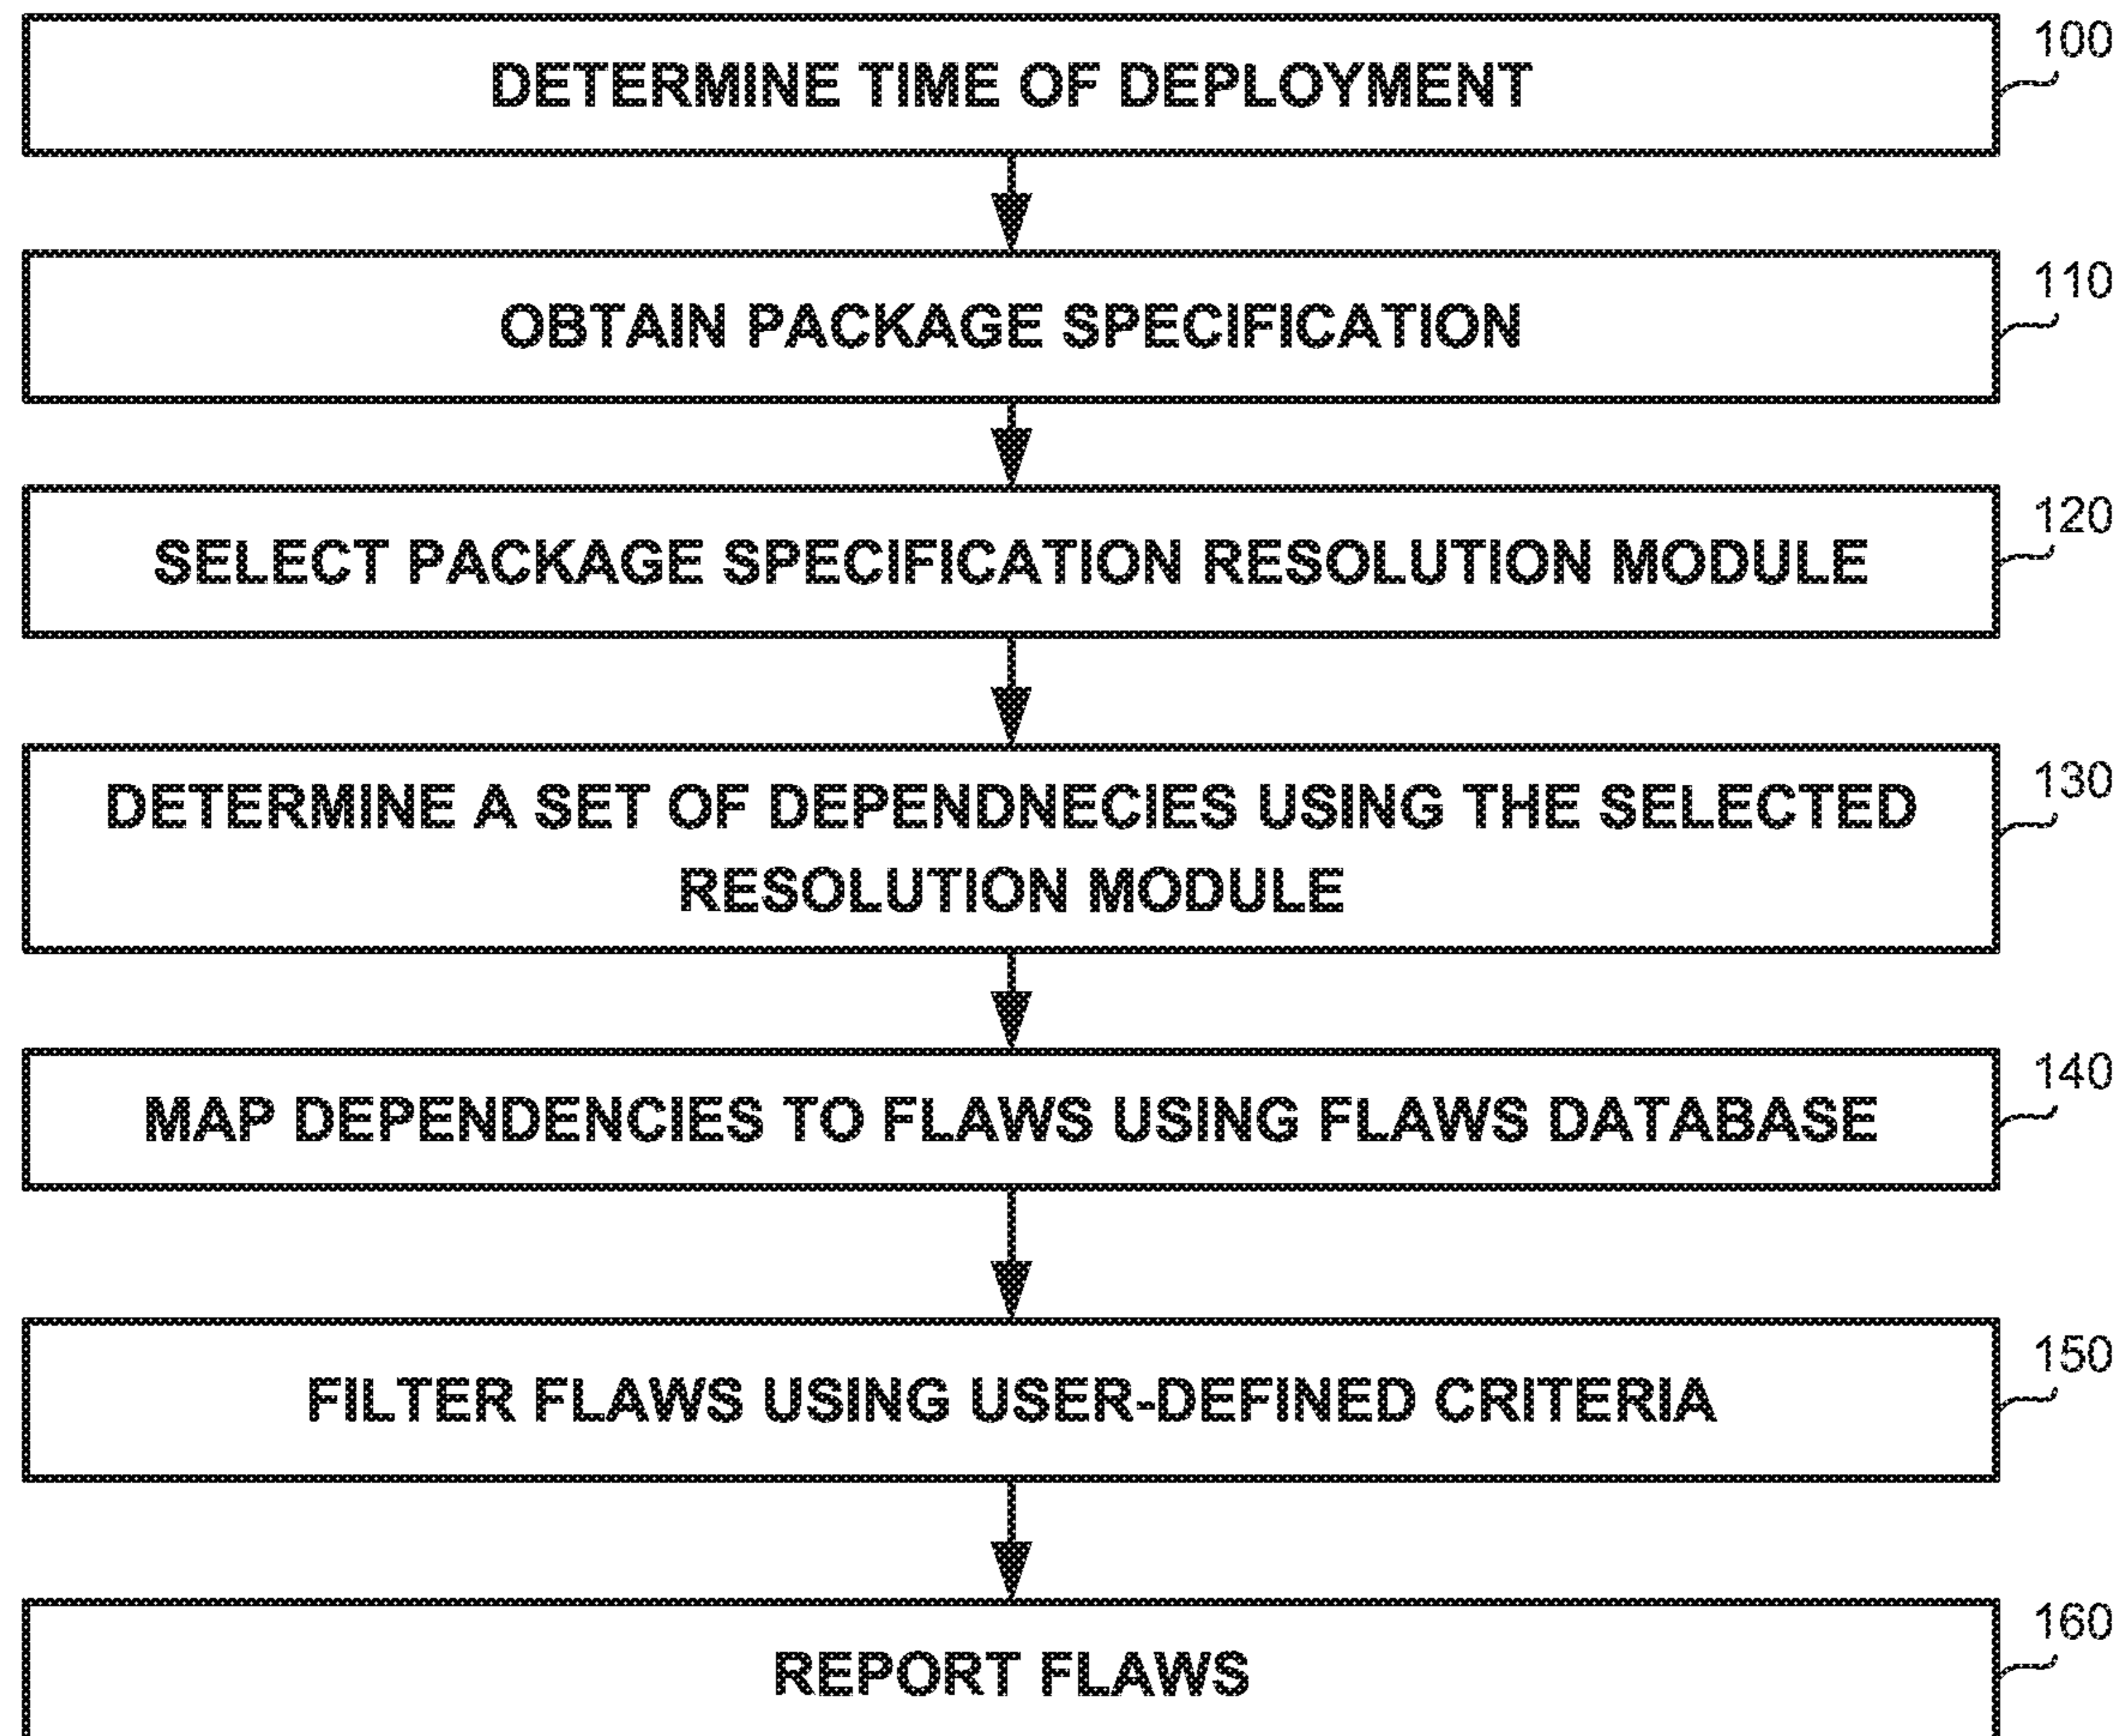 100
DETERMINE TIME OF DEPLOYMENT
110
OBTAIN PACKAGE SPECIFICATION
120
SELECT PACKAGE SPECIFICATION RESOLUTION MODULE
130
DETERMINE A SET OF DEPENDNECIES USING THE SELECTED
RESOLUTION MODULE
140
MAP DEPENDENCIES TO FLAWS USING FLAWS DATABASE
150
FILTER FLAWS USING USER-DEFINED CRITERIA
160
REPORT FLAWS